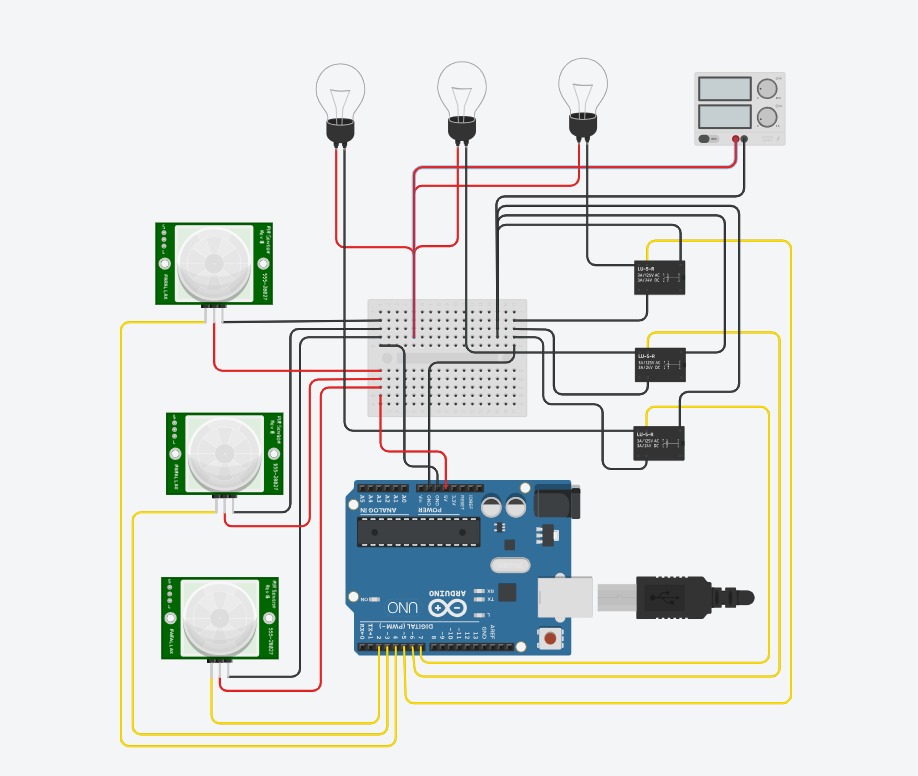 PIR Sensor
Rev B
555-28027
PARALLAX
LU-5-R
3A/125V AC
3A/24V DC
LU-5-R
3A/125V AC
3A/24V DC
PIR Sensor
Rev B
555-28027
PARALLAX
LU-5-R
3A/125V AC
3A/24V DC
A5
A4
A3
A2
A1
A0
Vin
GND
GND
5V
3.3V
RESET
IOREF
ANALOG IN
POWER
PIR Sensor
Rev B
555-28027
PARALLAX
ON
UNO
ARDUINO
RX
TX
L
DIGITAL (PWM~)
RX←0
TX→1
2
~3
4
~5
~6
7
8
~9
~10
~11
12
13
GND
AREF